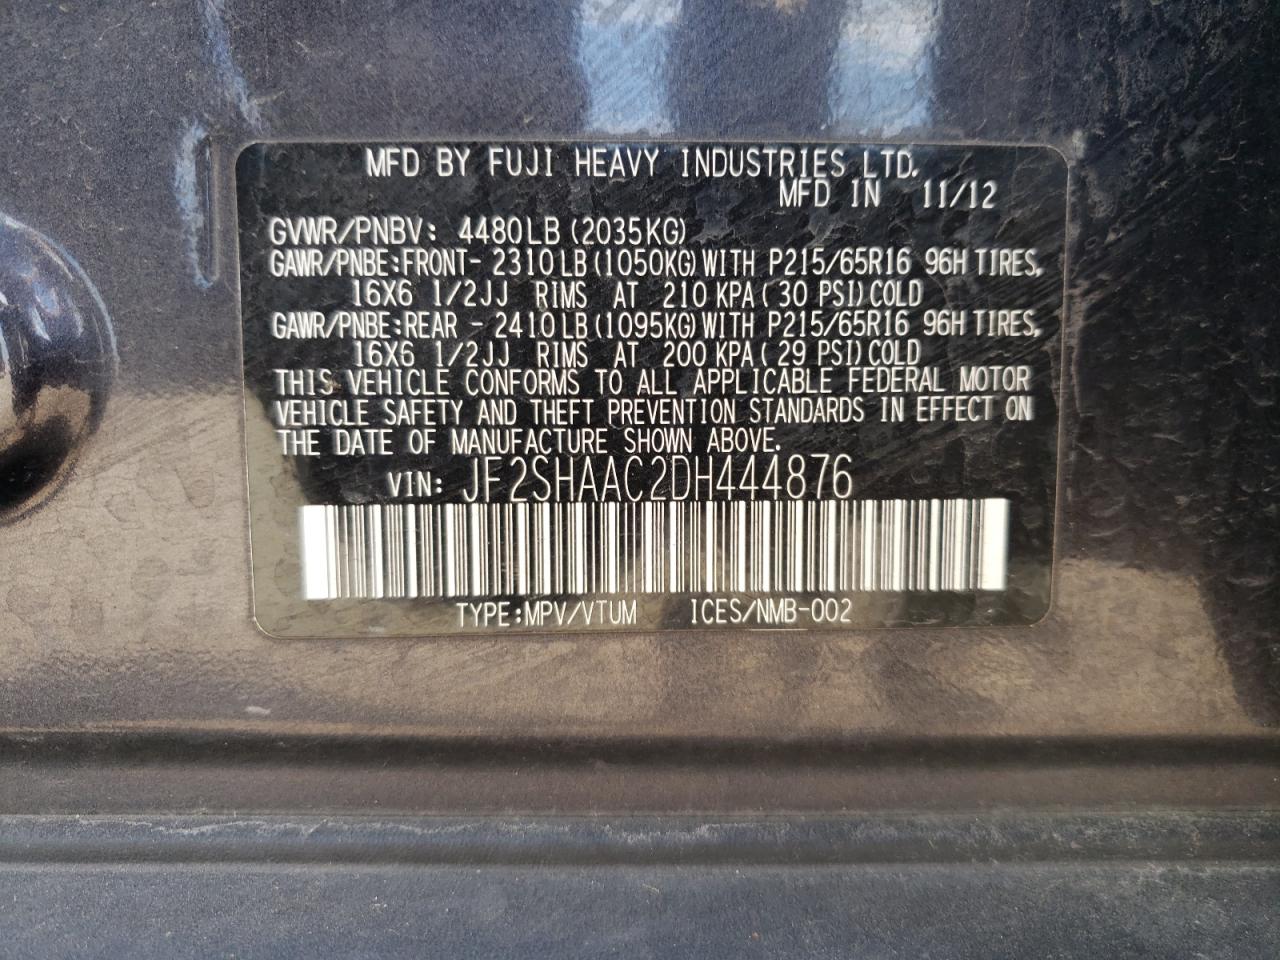 MFD BY FUJI HEAVY INDUSTRIES LTD.
MFD IN 11/12
GVWR/PNBV: 4480LB (2035KG)
GAWR/PNBE:FRONT- 2310LB (1050KG) WITH P215/65R16 96H TIRES,
16X6 1/2JJ RIMS AT 210 KPA( 30 PSI) COLD
GAWR/PNBE:REAR - 2410LB (1095KG) WITH P215/65R16 96H TIRES,
16X6 1/2JJ RIMS AT 200 KPA( 29 PSI) COLD
THIS VEHICLE CONFORMS TO ALL APPLICABLE FEDERAL MOTOR
VEHICLE SAFETY AND THEFT PREVENTION STANDARDS IN EFFECT ON
THE DATE OF MANUFACTURE SHOWN ABOVE.
VIN: JF2SHAAC2DH444876
TYPE:MPV/VTUM ICES/NMB-002